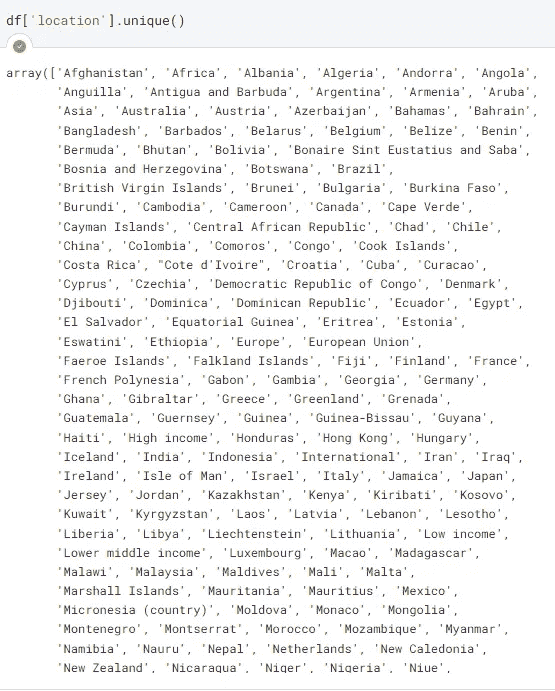 df['location'].unique()
array(['Afghanistan', 'Africa', 'Albania', 'Algeria', 'Andorra', 'Angola',
'Anguilla', 'Antigua and Barbuda', 'Argentina', 'Armenia', 'Aruba',
'Asia', 'Australia', 'Austria', 'Azerbaijan', 'Bahamas', 'Bahrain',
'Bangladesh', 'Barbados', 'Belarus', 'Belgium', 'Belize', 'Benin',
'Bermuda', 'Bhutan', 'Bolivia', 'Bonaire Sint Eustatius and Saba',
'Bosnia and Herzegovina', 'Botswana', 'Brazil',
'British Virgin Islands', 'Brunei', 'Bulgaria', 'Burkina Faso',
'Burundi', 'Cambodia', 'Cameroon', 'Canada', 'Cape Verde',
'Cayman Islands', 'Central African Republic', 'Chad', 'Chile',
'China', 'Colombia', 'Comoros', 'Congo', 'Cook Islands',
'Costa Rica', "Cote d'Ivoire", 'Croatia', 'Cuba', 'Curacao',
'Cyprus', 'Czechia', 'Democratic Republic of Congo', 'Denmark',
'Djibouti', 'Dominica', 'Dominican Republic', 'Ecuador', 'Egypt',
'El Salvador', 'Equatorial Guinea', 'Eritrea', 'Estonia',
'Eswatini', 'Ethiopia', 'Europe', 'European Union',
'Faeroe Islands', 'Falkland Islands', 'Fiji', 'Finland', 'France',
'French Polynesia', 'Gabon', 'Gambia', 'Georgia', 'Germany',
'Ghana', 'Gibraltar', 'Greece', 'Greenland', 'Grenada',
'Guatemala', 'Guernsey', 'Guinea', 'Guinea-Bissau', 'Guyana',
'Haiti', 'High income', 'Honduras', 'Hong Kong', 'Hungary',
'Iceland', 'India', 'Indonesia', 'International', 'Iran', 'Iraq',
'Ireland', 'Isle of Man', 'Israel', 'Italy', 'Jamaica', 'Japan',
'Jersey', 'Jordan', 'Kazakhstan', 'Kenya', 'Kiribati', 'Kosovo',
'Kuwait', 'Kyrgyzstan', 'Laos', 'Latvia', 'Lebanon', 'Lesotho',
'Liberia', 'Libya', 'Liechtenstein', 'Lithuania', 'Low income',
'Lower middle income', 'Luxembourg', 'Macao', 'Madagascar',
'Malawi', 'Malaysia', 'Maldives', 'Mali', 'Malta',
'Marshall Islands', 'Mauritania', 'Mauritius', 'Mexico',
'Micronesia (country)', 'Moldova', 'Monaco', 'Mongolia',
'Montenegro', 'Montserrat', 'Morocco', 'Mozambique', 'Myanmar',
'Namibia', 'Nauru', 'Nepal', 'Netherlands', 'New Caledonia',
'New Zealand', 'Nicaragua', 'Niger', 'Nigeria', 'Niue',